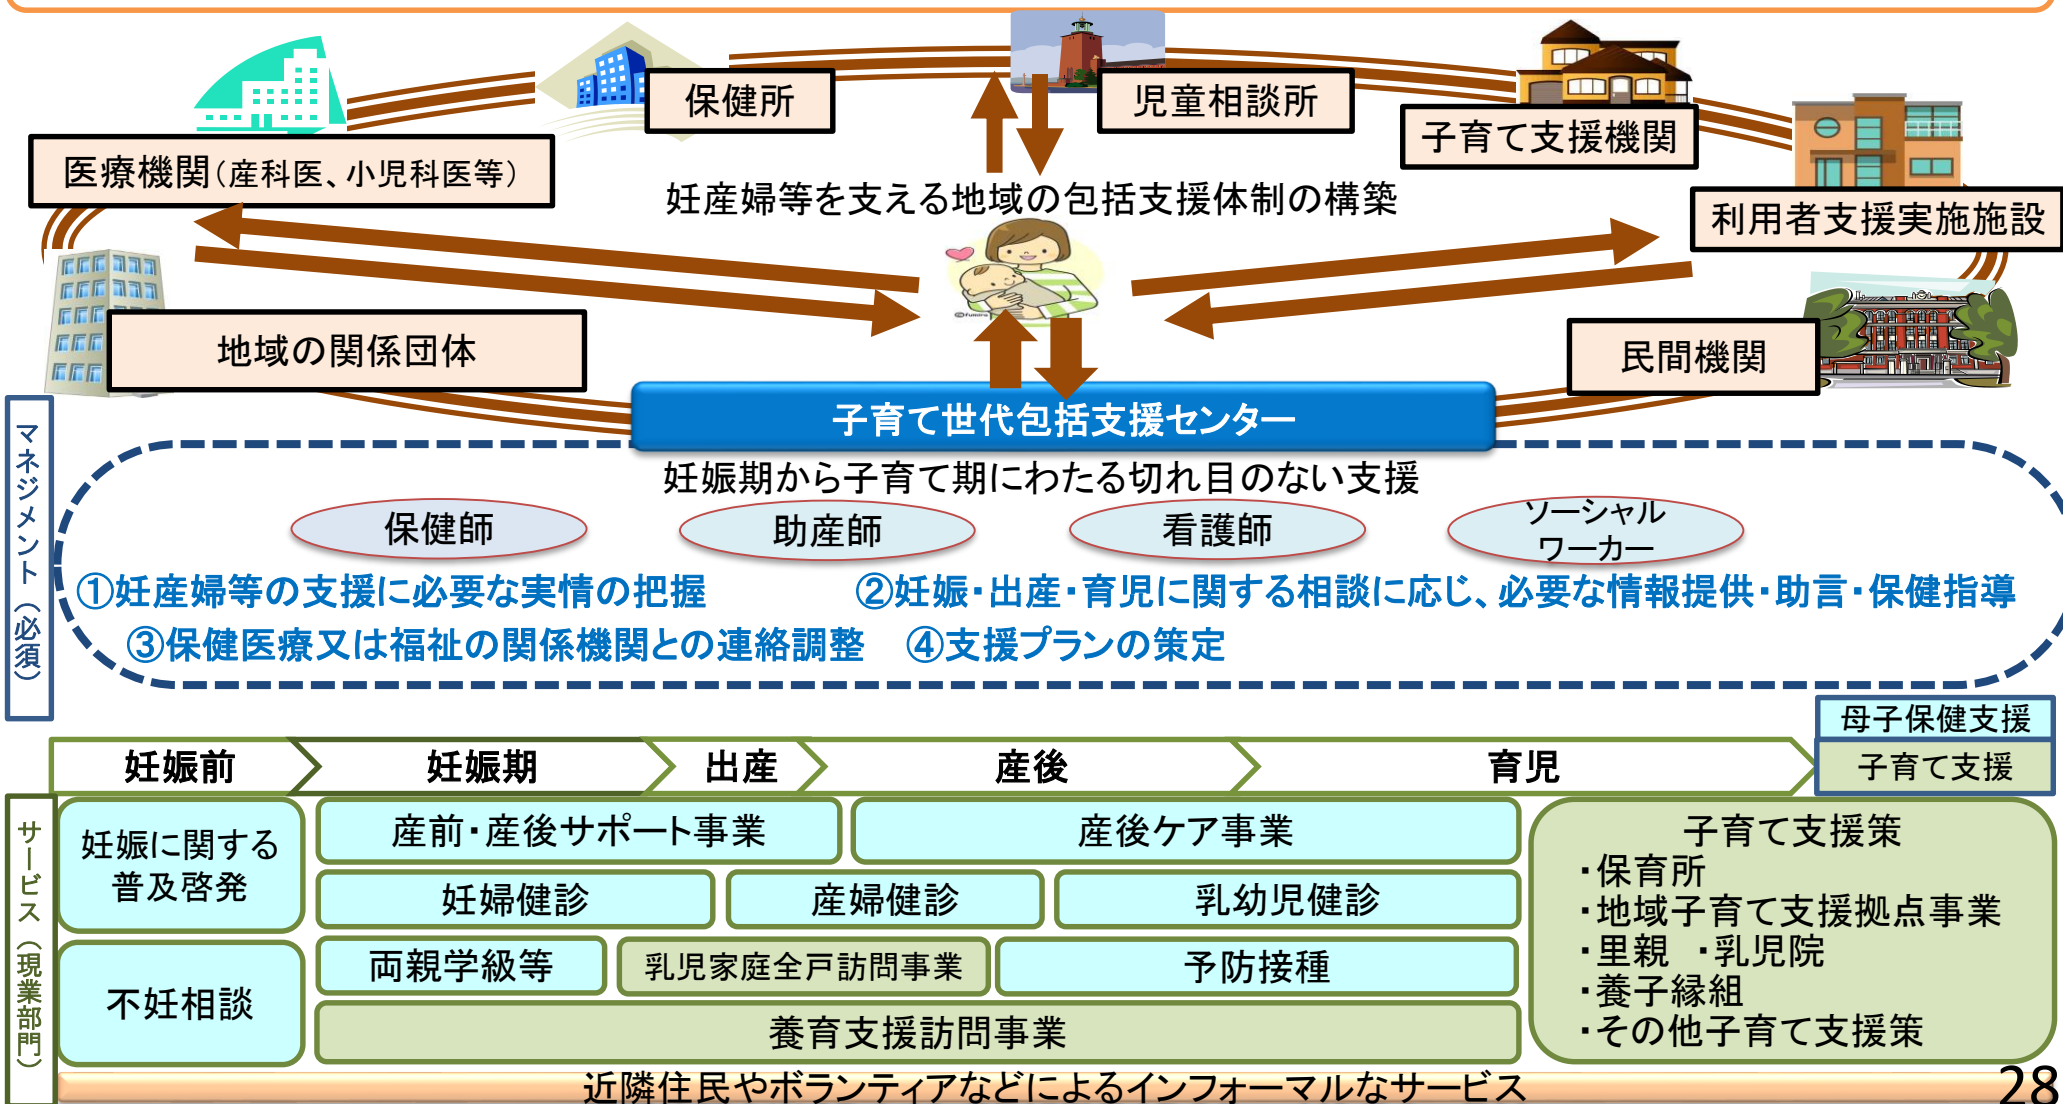 保健所
児童相談所
子育て支援機関
医療機関(産科医、小児科医等)
妊産婦等を支える地域の包括支援体制の構築
利用者支援実施施設
地域の関係団体
民間機関
子育て世代包括支援センター
マネジメント(必須)
妊娠期から子育て期にわたる切れ目のない支援
保健師
助産師
看護師
ソーシャル
ワーカー
①妊産婦等の支援に必要な実情の把握
②妊娠・出産・育児に関する相談に応じ、必要な情報提供・助言・保健指導
③保健医療又は福祉の関係機関との連絡調整
④支援プランの策定
母子保健支援
子育て支援
妊娠前
妊娠期
出産
産後
育児
サービス(現業部門)
妊娠に関する
普及啓発
産前・産後サポート事業
産後ケア事業
妊婦健診
産婦健診
乳幼児健診
不妊相談
両親学級等
乳児家庭全戸訪問事業
予防接種
養育支援訪問事業
子育て支援策
・保育所
・地域子育て支援拠点事業
・里親 ・乳児院
・養子縁組
・その他子育て支援策
近隣住民やボランティアなどによるインフォーマルなサービス
28